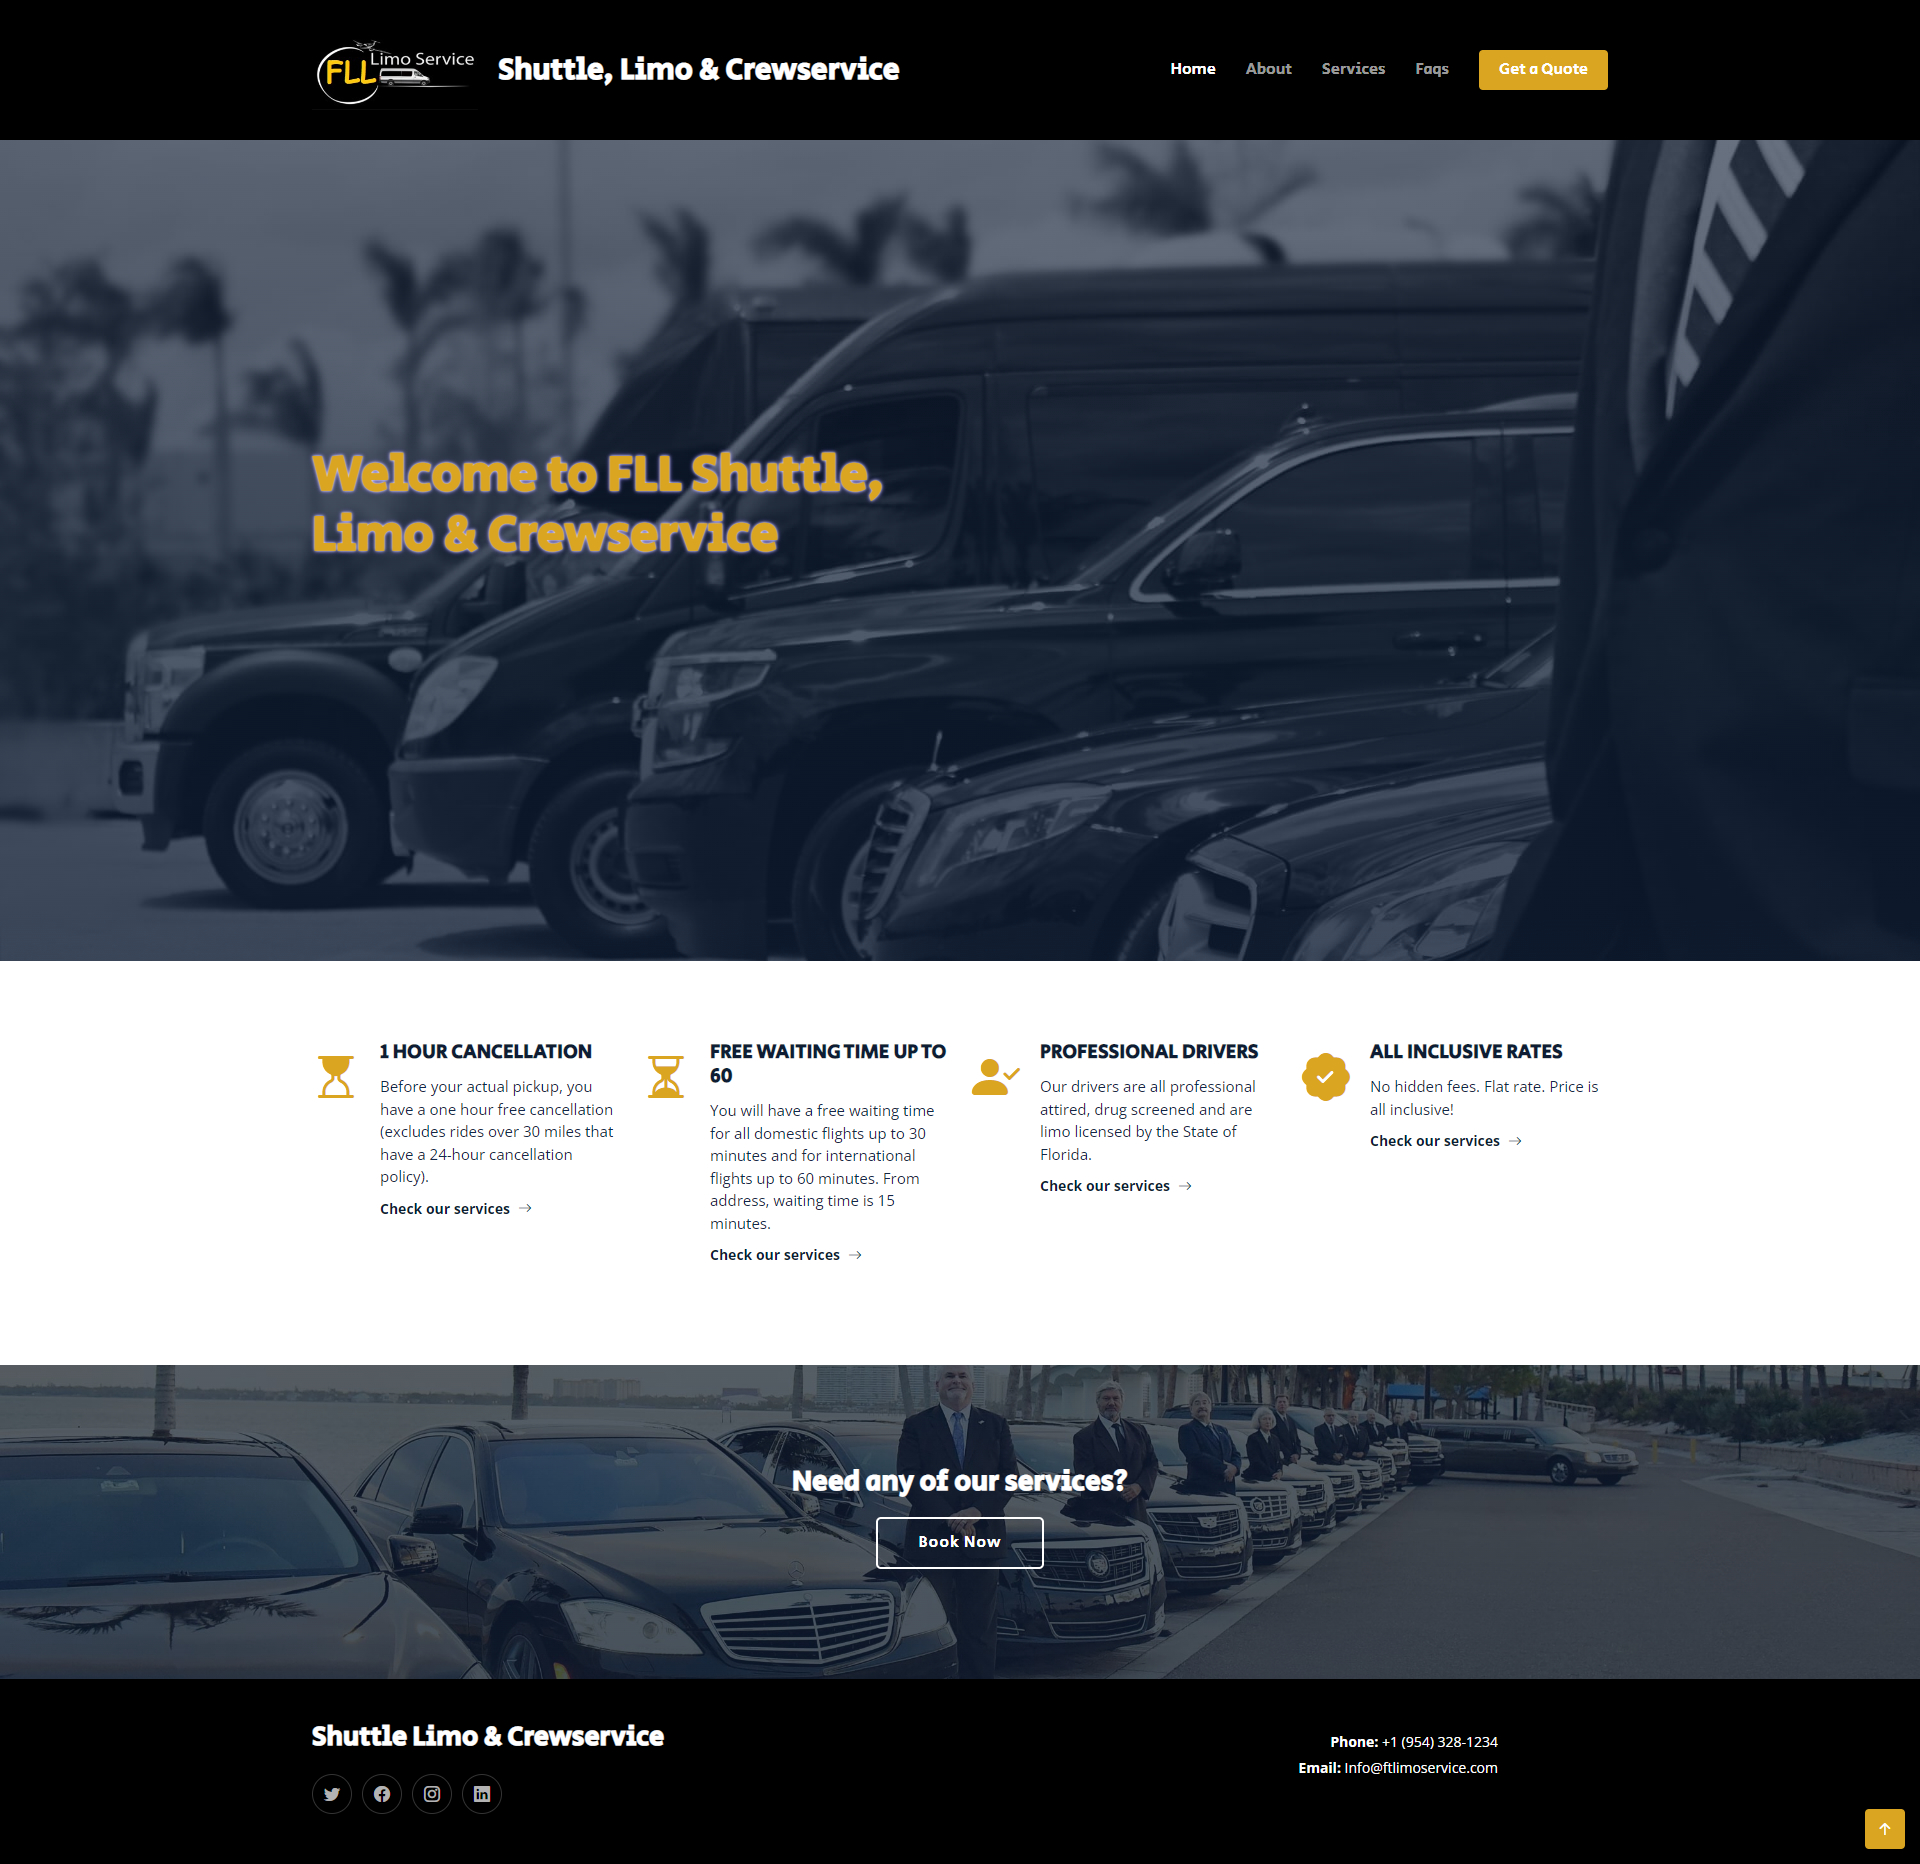 FLL Limo Service
Shuttle, Limo & Crewservice
Home
About
Services
Faqs
Get a Quote
Welcome to FLL Shuttle,
Limo & Crewservice
1 HOUR CANCELLATION
Before your actual pickup, you
have a one hour free cancellation
(excludes rides over 30 miles that
have a 24-hour cancellation
policy).
Check our services
FREE WAITING TIME UP TO
60
You will have a free waiting time
for all domestic flights up to 30
minutes and for international
flights up to 60 minutes. From
address, waiting time is 15
minutes.
Check our services
PROFESSIONAL DRIVERS
Our drivers are all professional
attired, drug screened and are
limo licensed by the State of
Florida.
Check our services
ALL INCLUSIVE RATES
No hidden fees. Flat rate. Price is
all inclusive!
Check our services
Need any of our services?
Book Now
Shuttle Limo & Crewservice
Phone: +1 (954) 328-1234
Email: Info@ftlimoservice.com